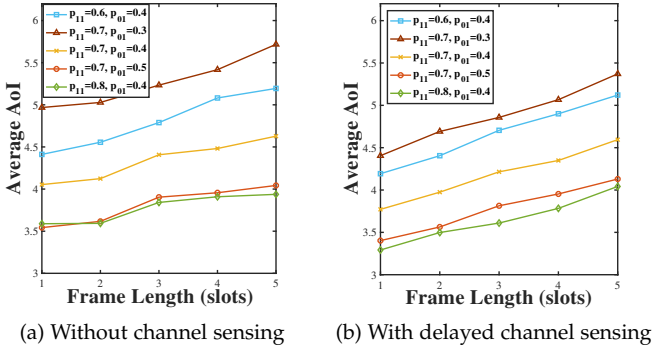 p11=0.6, p01=0.4
p11=0.7, p01=0.3
p11=0.7, p01=0.4
p11=0.7, p01=0.5
p11=0.8, p01=0.4
Average AoI
6
5.5
5
4.5
4
3.5
3
1 2 3 4 5
Frame Length (slots)
(a) Without channel sensing
p11=0.6, p01=0.4
p11=0.7, p01=0.3
p11=0.7, p01=0.4
p11=0.7, p01=0.5
p11=0.8, p01=0.4
Average AoI
6
5.5
5
4.5
4
3.5
3
1 2 3 4 5
Frame Length (slots)
(b) With delayed channel sensing